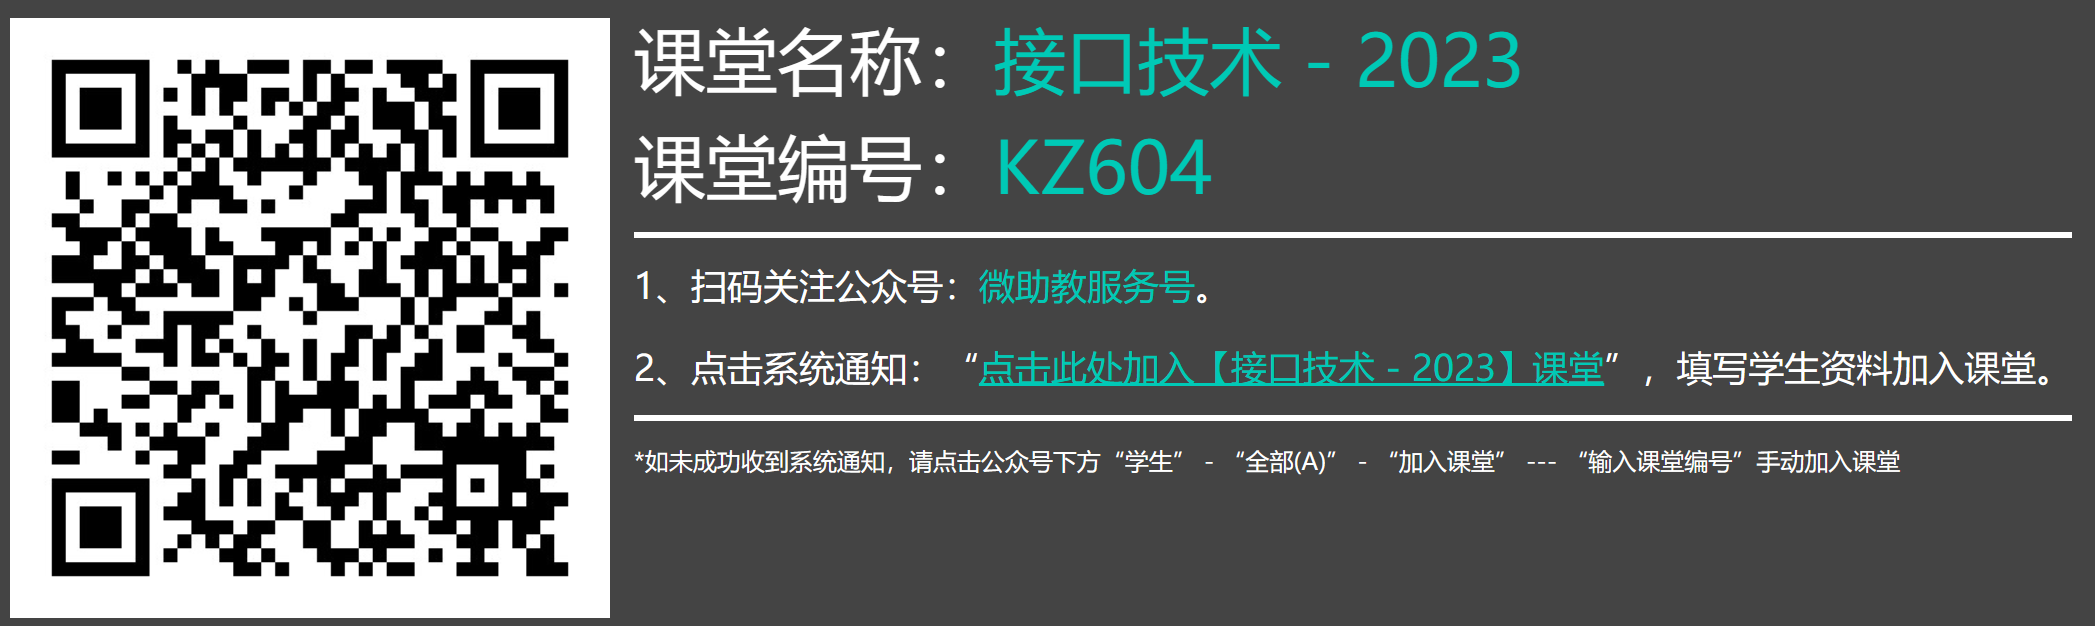 课堂名称：接口技术 - 2023
课堂编号：KZ604
1、扫码关注公众号：微助教服务号。
2、点击系统通知：“点击此处加入【接口技术 - 2023】课堂”，填写学生资料加入课堂。
*如未成功收到系统通知，请点击公众号下方“学生” - “全部(A)” - “加入课堂” --- “输入课堂编号”手动加入课堂